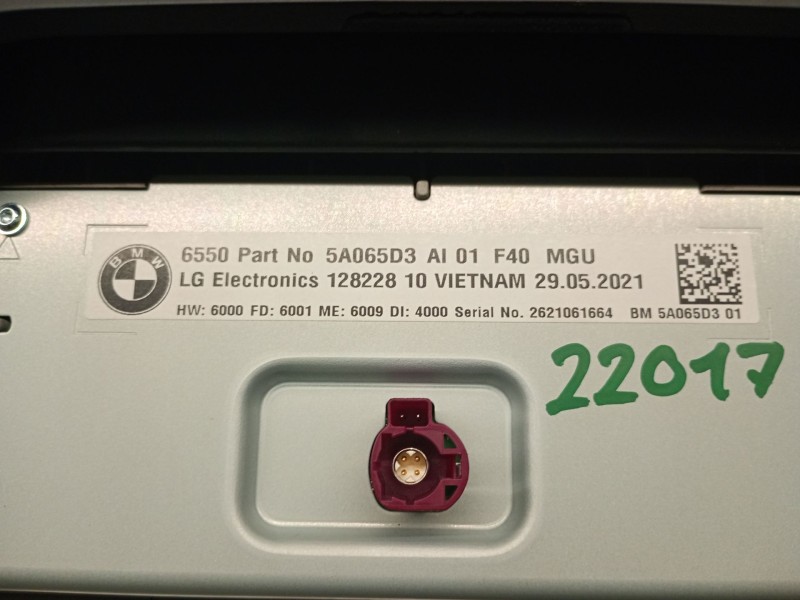 BMW
6550 Part No 5A065D3 AI 01 F40 MGU
LG Electronics 128228 10 VIETNAM 29.05.2021
HW: 6000 FD: 6001 ME: 6009 DI: 4000 Serial No. 2621061664 BM 5A065D3 01
22017